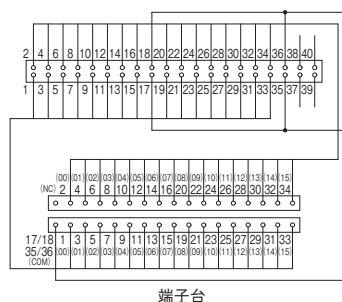 2 4 6 8 10 12 14 16 18 20 22 24 26 28 30 32 34 36 38 40
1 3 5 7 9 11 13 15 17 19 21 23 25 27 29 31 33 35 37 39
(00) (01) (02) (03) (04) (05) (06) (07) (08) (09) (10) (11) (12) (13) (14) (15)
(NC) 2 4 6 8 10 12 14 16 20 22 24 26 28 30 32 34
17/18 1 3 5 7 9 11 13 15 19 21 23 25 27 29 31 33
35/36 (00) (01) (02) (03) (04) (05) (06) (07) (08) (09) (10) (11) (12) (13) (14) (15)
(COM)
端子台